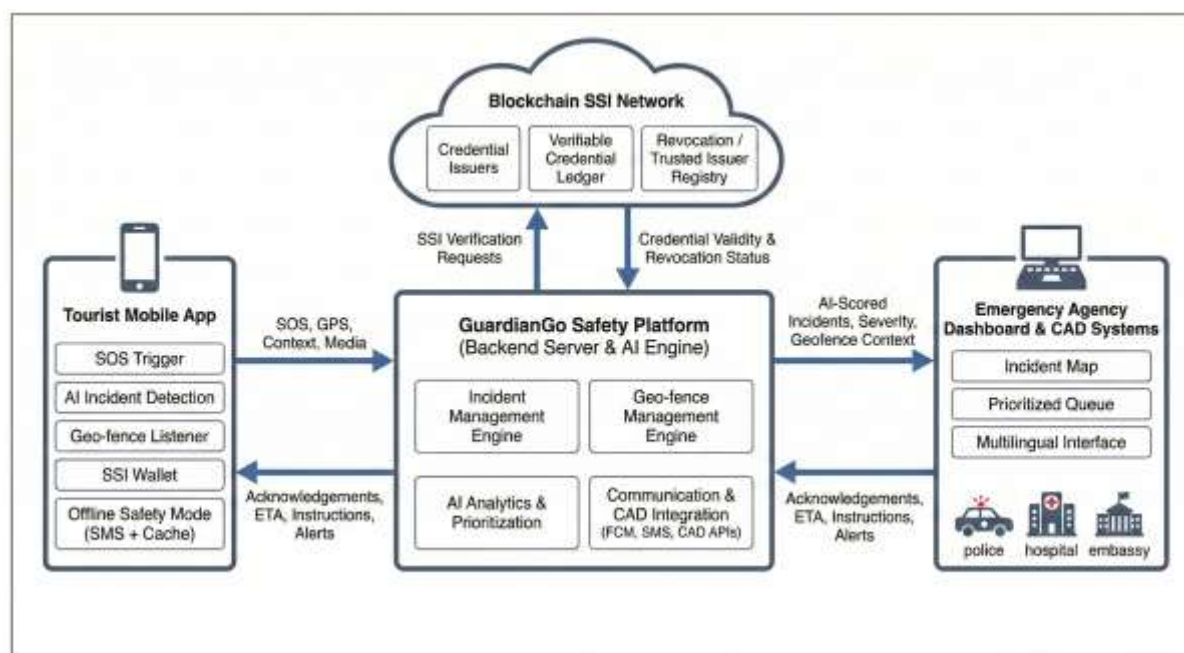 Blockchain SSI Network
Credential
Issuers
Verifiable
Credential
Ledger
Revocation /
Trusted Issuer
Registry
SSI Verification
Requests
Credential Validity &
Revocation Status
Tourist Mobile App
SOS Trigger
AI Incident Detection
Geo-fence Listener
SSI Wallet
Offline Safety Mode
(SMS + Cache)
SOS, GPS,
Context, Media
Acknowledgements,
ETA, Instructions,
Alerts
GuardianGo Safety Platform
(Backend Server & AI Engine)
Incident
Management
Engine
Geo-fence
Management
Engine
AI Analytics &
Prioritization
Communication &
CAD Integration
(FCM, SMS, CAD APIs)
AI-Scored
Incidents, Severity,
Geofence Context
Acknowledgements,
ETA, Instructions,
Alerts
Emergency Agency
Dashboard & CAD Systems
Incident Map
Prioritized Queue
Multilingual Interface
police
hospital
embassy